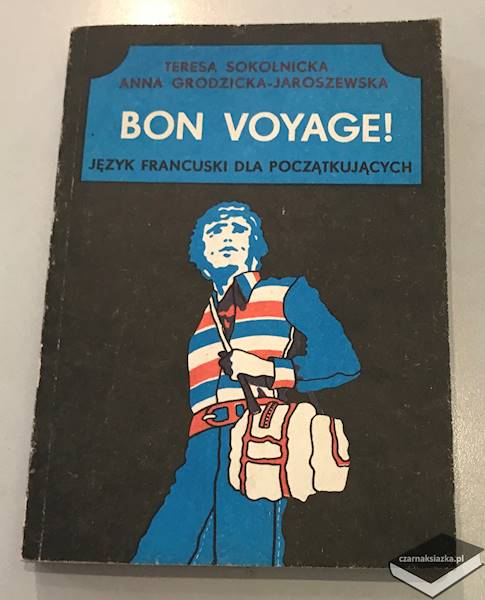 TERESA SOKOLNICKA
ANNA GRODZICKA-JAROSZEWSKA
BON VOYAGE!
JĘZYK FRANCUSKI DLA POCZĄTKUJĄCYCH
czarnaksiazka.pl